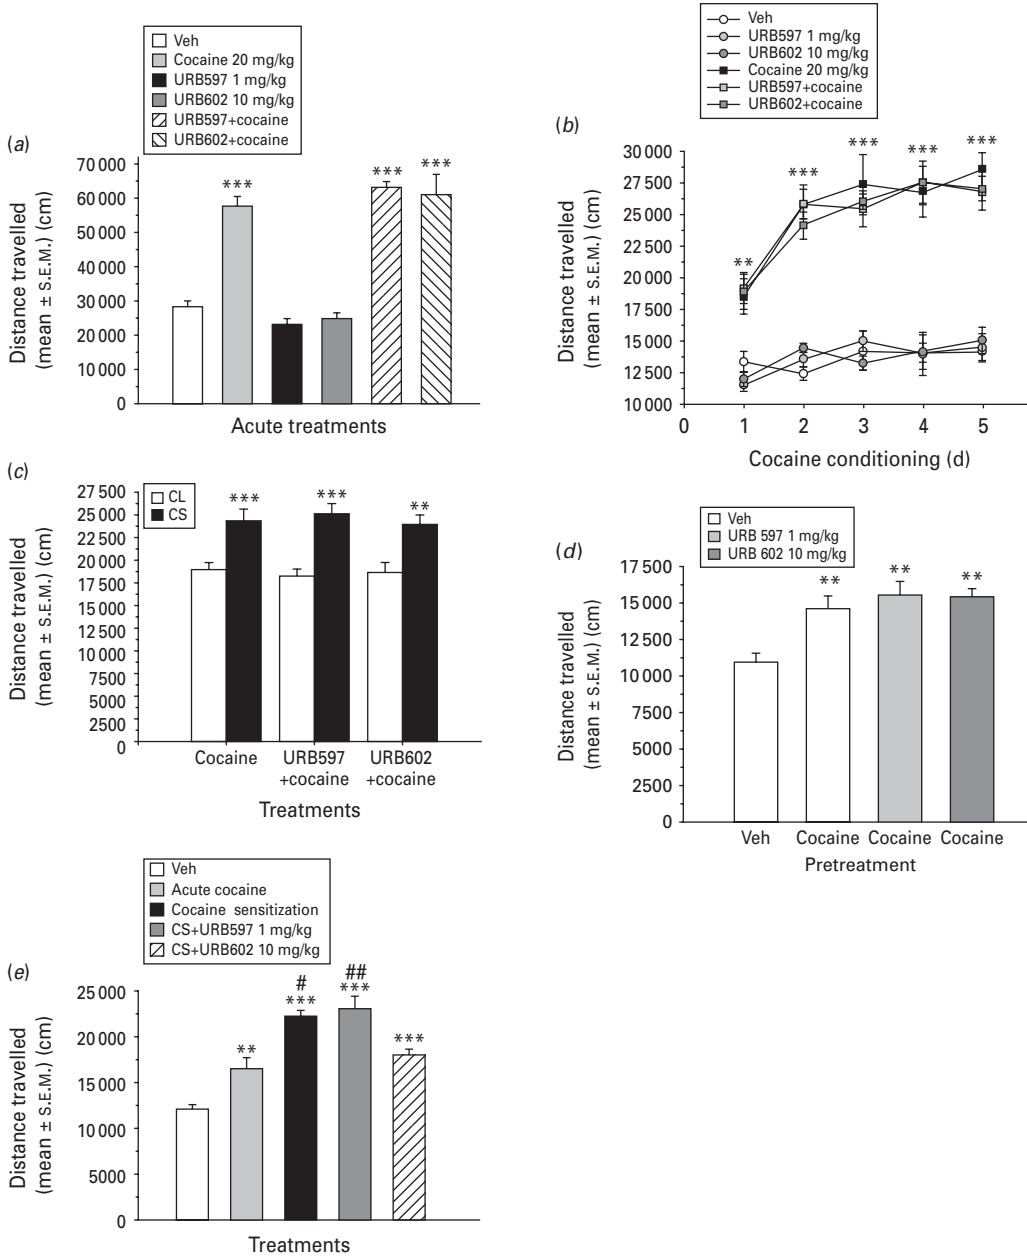 (a)
Veh
Cocaine 20 mg/kg
URB597 1 mg/kg
URB602 10 mg/kg
URB597+cocaine
URB602+cocaine
Distance travelled
(mean ± S.E.M.) (cm)
70 000
60 000
50 000
40 000
30 000
20 000
10 000
0
***
***
***
Acute treatments
(b)
Veh
URB597 1 mg/kg
URB602 10 mg/kg
Cocaine 20 mg/kg
URB597+cocaine
URB602+cocaine
Distance travelled
(mean ± S.E.M.) (cm)
30 000
27 500
25 000
22 500
20 000
17 500
15 000
12 500
10 000
**
***
***
***
***
0 1 2 3 4 5
Cocaine conditioning (d)
(c)
CL
CS
Distance travelled
(mean ± S.E.M.) (cm)
27 500
25 000
22 500
20 000
17 500
15 000
12 500
10 000
7500
5000
2500
0
***
***
**
Cocaine URB597 URB602
+cocaine +cocaine
Treatments
(d)
Veh
URB 597 1 mg/kg
URB 602 10 mg/kg
Distance travelled
(mean ± S.E.M.) (cm)
17 500
15 000
12 500
10 000
7500
5000
2500
0
**
**
**
Veh Cocaine Cocaine Cocaine
Pretreatment
(e)
Veh
Acute cocaine
Cocaine sensitization
CS+URB597 1 mg/kg
CS+URB602 10 mg/kg
Distance travelled
(mean ± S.E.M.) (cm)
25 000
20 000
15 000
10 000
5000
0
**
#
***
##
***
***
Treatments